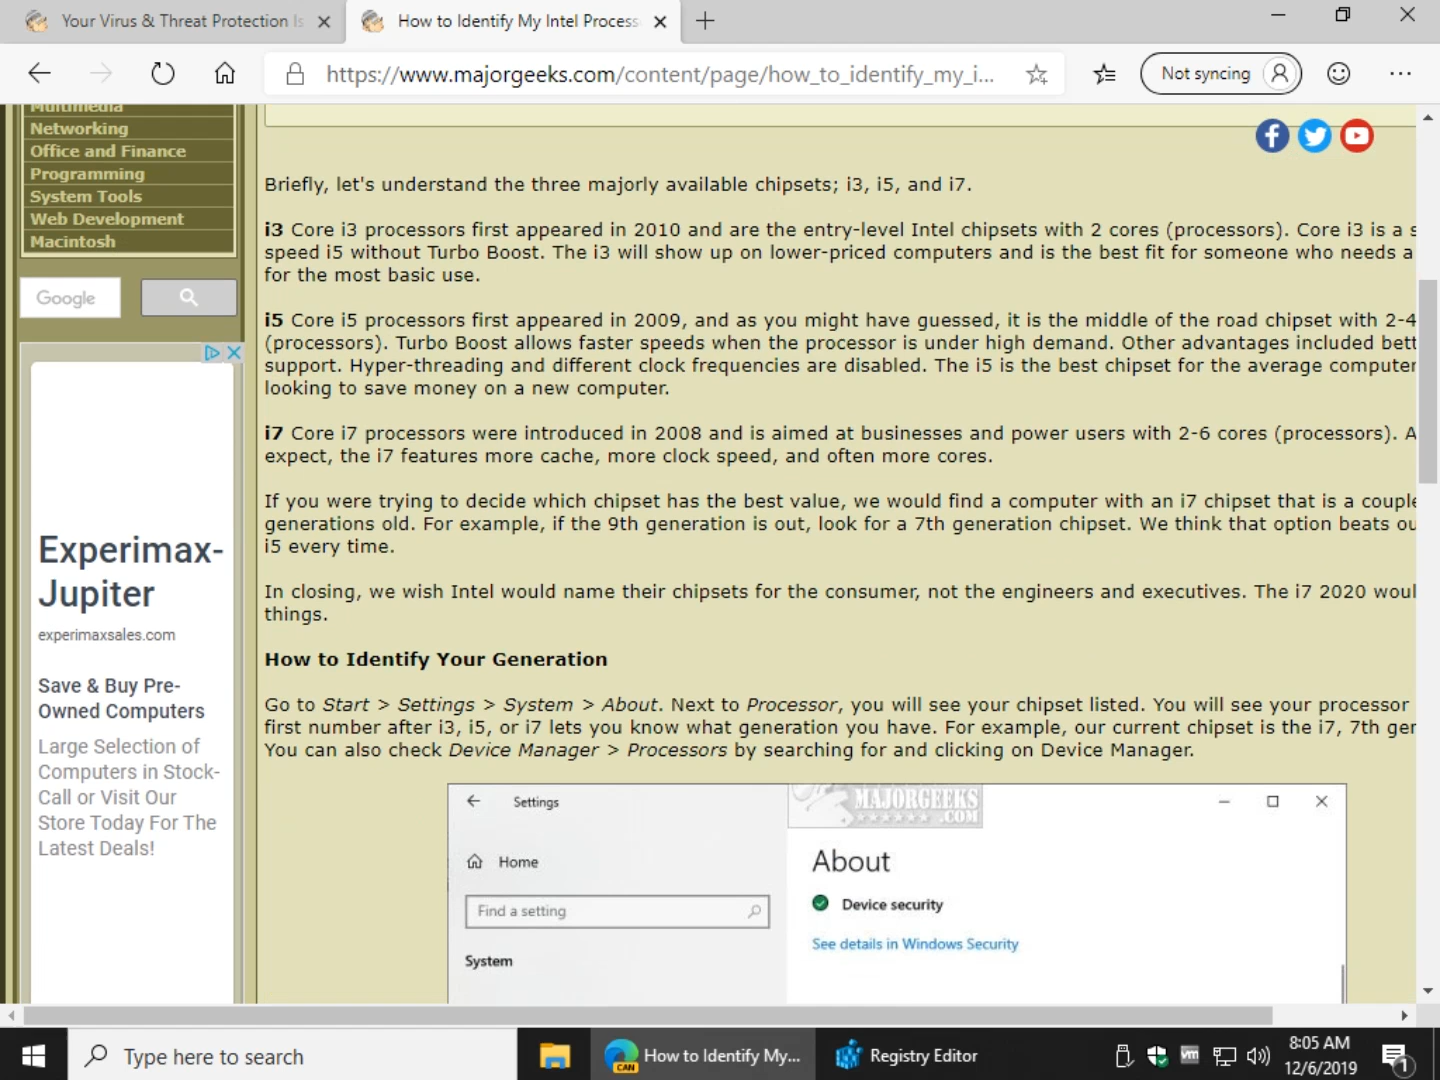 Your Virus & Threat Protection Is
How to Identify My Intel Process
https://www.majorgeeks.com/content/page/how_to_identify_my_i...
Not syncing
Multimedia
Networking
Office and Finance
Programming
System Tools
Web Development
Macintosh
Google
Experimax-
Jupiter
experimaxsales.com
Save & Buy Pre-
Owned Computers
Large Selection of
Computers in Stock-
Call or Visit Our
Store Today For The
Latest Deals!
Briefly, let's understand the three majorly available chipsets; i3, i5, and i7.
i3 Core i3 processors first appeared in 2010 and are the entry-level Intel chipsets with 2 cores (processors). Core i3 is a s
speed i5 without Turbo Boost. The i3 will show up on lower-priced computers and is the best fit for someone who needs a
for the most basic use.
i5 Core i5 processors first appeared in 2009, and as you might have guessed, it is the middle of the road chipset with 2-4
(processors). Turbo Boost allows faster speeds when the processor is under high demand. Other advantages included bett
support. Hyper-threading and different clock frequencies are disabled. The i5 is the best chipset for the average computer
looking to save money on a new computer.
i7 Core i7 processors were introduced in 2008 and is aimed at businesses and power users with 2-6 cores (processors). A
expect, the i7 features more cache, more clock speed, and often more cores.
If you were trying to decide which chipset has the best value, we would find a computer with an i7 chipset that is a couple
generations old. For example, if the 9th generation is out, look for a 7th generation chipset. We think that option beats ou
i5 every time.
In closing, we wish Intel would name their chipsets for the consumer, not the engineers and executives. The i7 2020 woul
things.
How to Identify Your Generation
Go to Start > Settings > System > About. Next to Processor, you will see your chipset listed. You will see your processor
first number after i3, i5, or i7 lets you know what generation you have. For example, our current chipset is the i7, 7th ger
You can also check Device Manager > Processors by searching for and clicking on Device Manager.
Settings
MAJORGEEKS
.COM
Home
Find a setting
System
About
Device security
See details in Windows Security
Type here to search
CAN
How to Identify My...
Registry Editor
vm
8:05 AM
12/6/2019
1